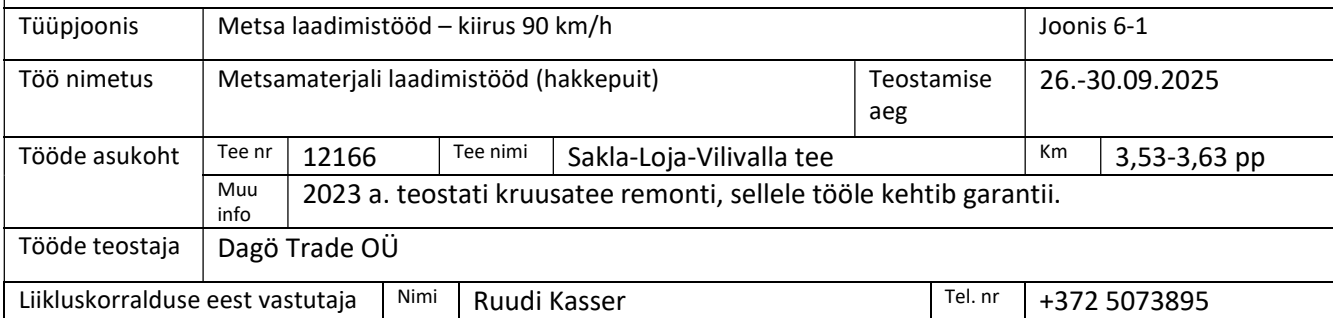 Tüüpjoonis Metsa laadimistööd – kiirus 90 km/h Joonis 6-1
Töö nimetus Metsamaterjali laadimistööd (hakkepuit) Teostamise aeg 26.-30.09.2025
Tööde asukoht Tee nr 12166 Tee nimi Sakla-Loja-Vilivalla tee Km 3,53-3,63 pp
Muu info 2023 a. teostati kruusatee remonti, sellele tööle kehtib garantii.
Tööde teostaja Dagö Trade OÜ
Liikluskorralduse eest vastutaja Nimi Ruudi Kasser Tel. nr +372 5073895